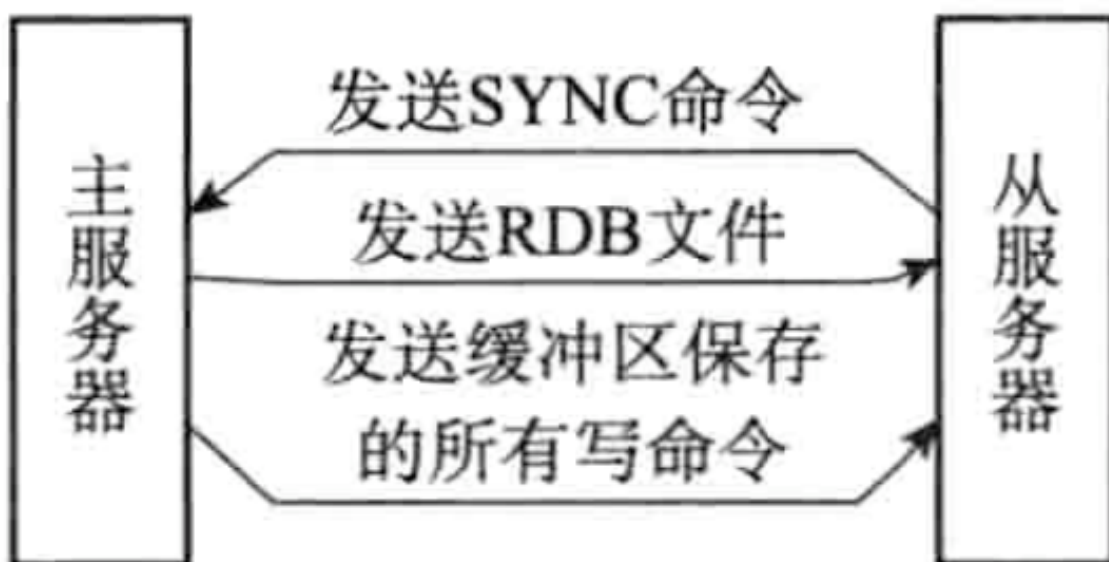 主服务器
发送SYNC命令
发送RDB文件
发送缓冲区保存
的所有写命令
从服务器